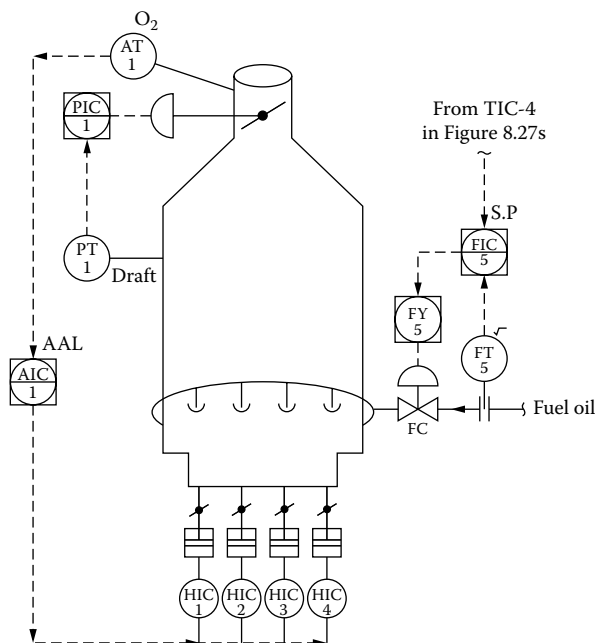 O2
AT
1
PIC
1
From TIC-4
in Figure 8.27s
S.P
FIC
5
PT
1
Draft
FY
5
√
FT
5
AAL
AIC
1
Fuel oil
FC
HIC
1
HIC
2
HIC
3
HIC
4